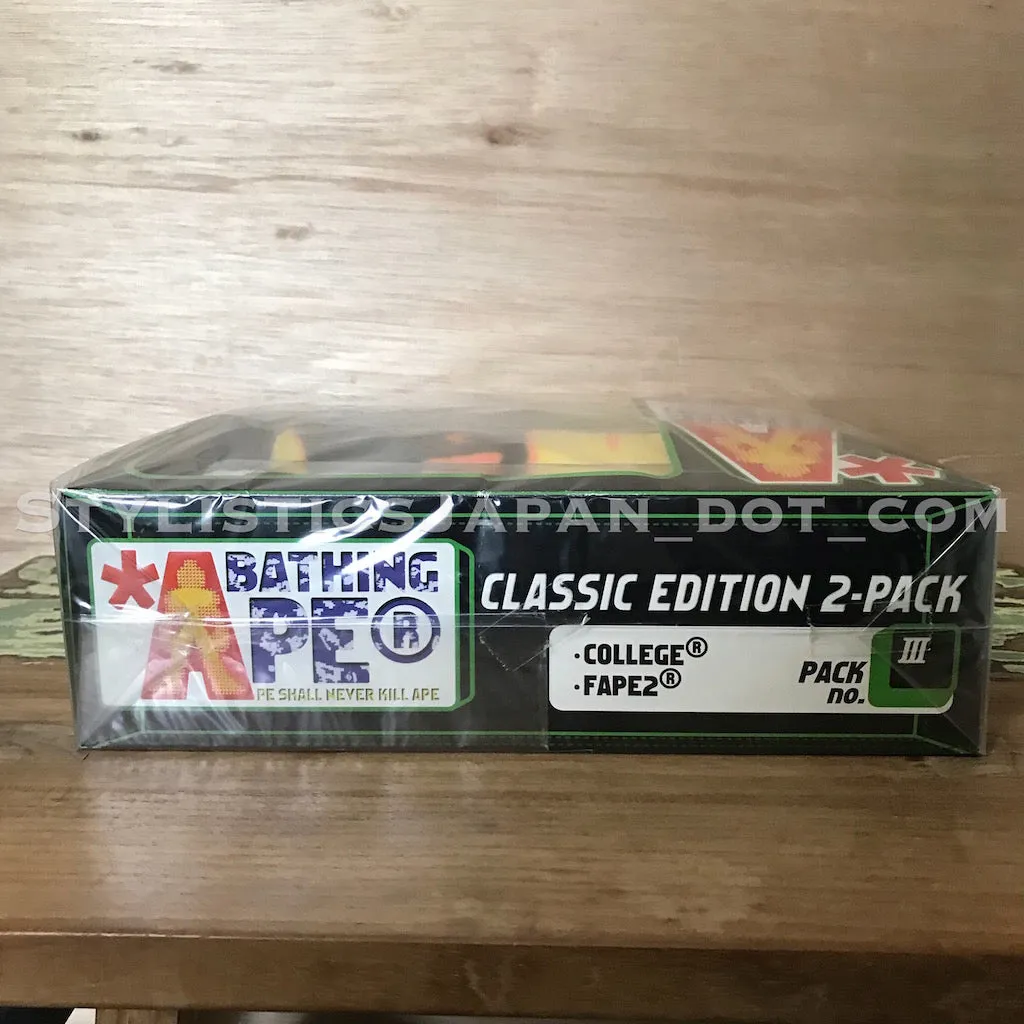 STYLISTICSJAPAN_DOT_COM
*A BATHING
APE®
APE SHALL NEVER KILL APE
CLASSIC EDITION 2-PACK
·COLLEGE®
·FAPE2®
PACK
no.
III